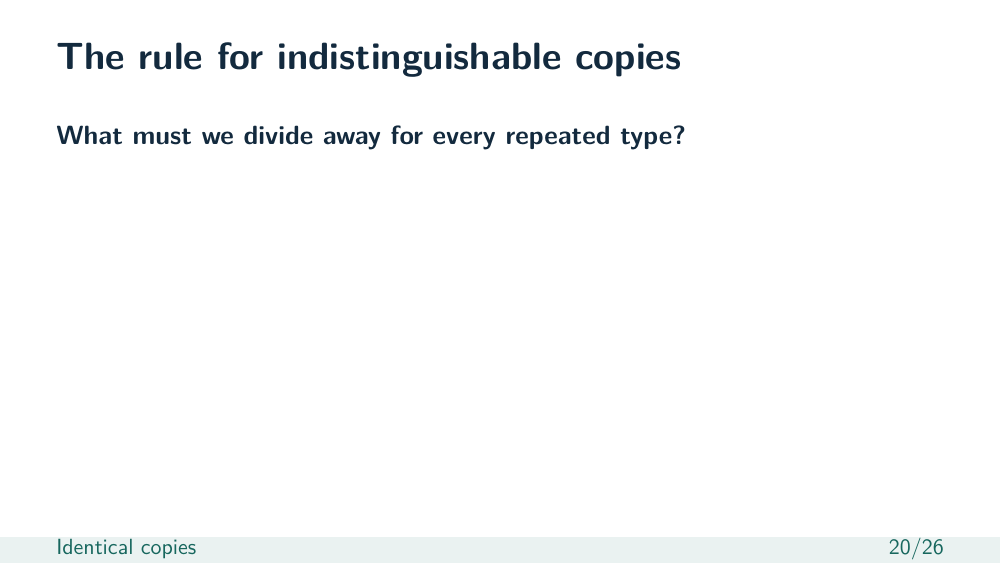 The rule for indistinguishable copies
What must we divide away for every repeated type?
Identical copies
20/26